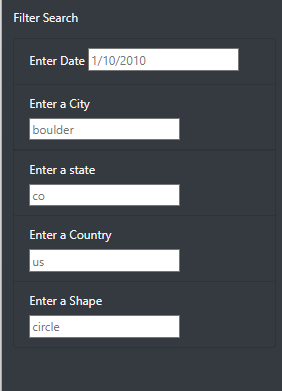 Filter Search
Enter Date 1/10/2010
Enter a City
boulder
Enter a state
co
Enter a Country
us
Enter a Shape
circle